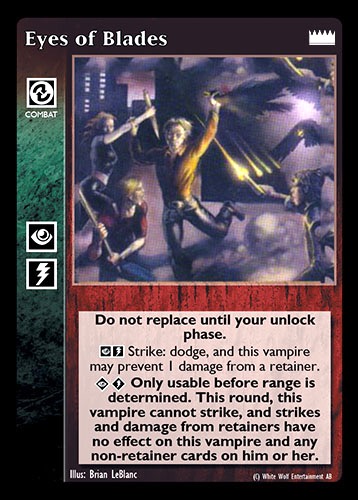 Eyes of Blades
COMBAT
Do not replace until your unlock
phase.
Strike: dodge, and this vampire
may prevent 1 damage from a retainer.
Only usable before range is
determined. This round, this
vampire cannot strike, and strikes
and damage from retainers have
no effect on this vampire and any
non-retainer cards on him or her.
Illus: Brian LeBlanc
(C) White Wolf Entertainment AB